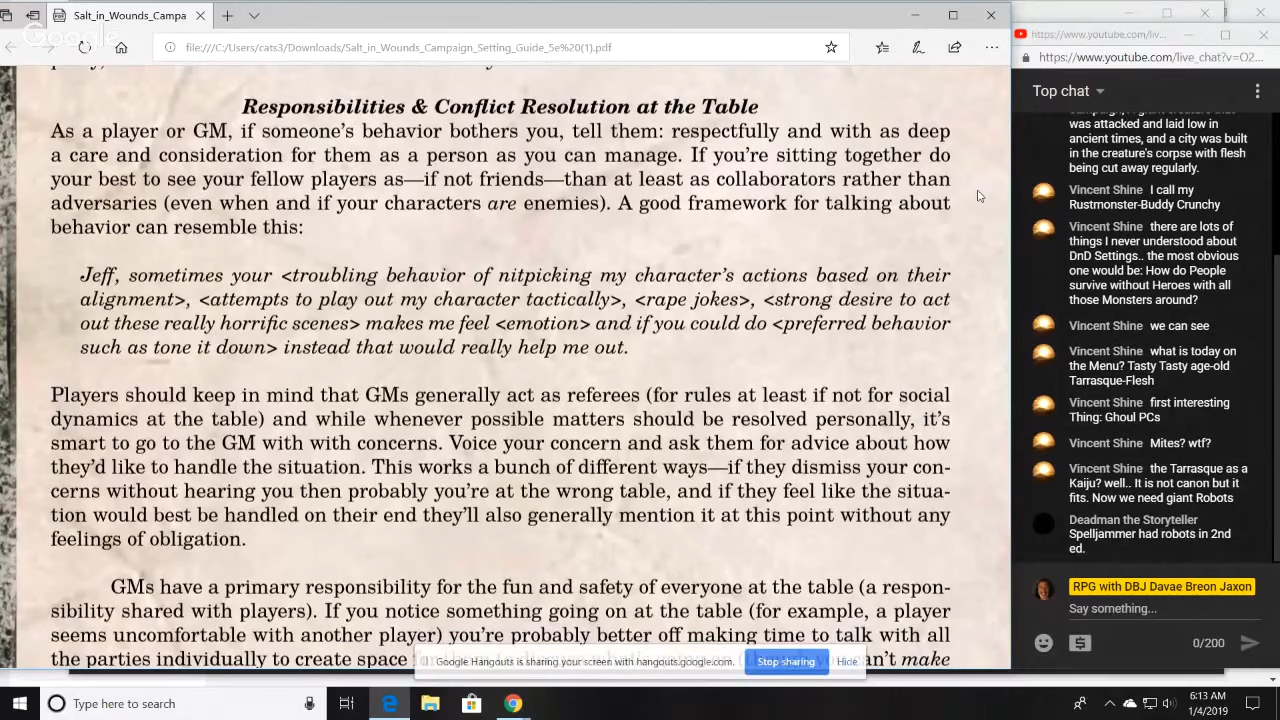 Salt_in_Wounds_Campa
Google
file:///C:/Users/cats3/Downloads/Salt_in_Wounds_Campaign_Setting_Guide_5e%20(1).pdf
Responsibilities & Conflict Resolution at the Table
As a player or GM, if someone's behavior bothers you, tell them: respectfully and with as deep
a care and consideration for them as a person as you can manage. If you're sitting together do
your best to see your fellow players as—if not friends—than at least as collaborators rather than
adversaries (even when and if your characters are enemies). A good framework for talking about
behavior can resemble this:
Jeff, sometimes your <troubling behavior of nitpicking my character's actions based on their
alignment>, <attempts to play out my character tactically>, <rape jokes>, <strong desire to act
out these really horrific scenes> makes me feel <emotion> and if you could do <preferred behavior
such as tone it down> instead that would really help me out.
Players should keep in mind that GMs generally act as referees (for rules at least if not for social
dynamics at the table) and while whenever possible matters should be resolved personally, it's
smart to go to the GM with with concerns. Voice your concern and ask them for advice about how
they'd like to handle the situation. This works a bunch of different ways—if they dismiss your con-
cerns without hearing you then probably you're at the wrong table, and if they feel like the situa-
tion would best be handled on their end they'll also generally mention it at this point without any
feelings of obligation.
GMs have a primary responsibility for the fun and safety of everyone at the table (a respon-
sibility shared with players). If you notice something going on at the table (for example, a player
seems uncomfortable with another player) you're probably better off making time to talk with all
the parties individually to create space
can't make
Google Hangouts is sharing your screen with hangouts.google.com.
Stop sharing
Hide
https://www.youtube.com/liv...
https://www.youtube.com/live_chat?v=O2...
Top chat
was attacked and laid low in
ancient times, and a city was built
in the creature's corpse with flesh
being cut away regularly.
Vincent Shine I call my
Rustmonster-Buddy Crunchy
Vincent Shine there are lots of
things I never understood about
DnD Settings.. the most obvious
one would be: How do People
survive without Heroes with all
those Monsters around?
Vincent Shine we can see
Vincent Shine what is today on
the Menu? Tasty Tasty age-old
Tarrasque-Flesh
Vincent Shine first interesting
Thing: Ghoul PCs
Vincent Shine Mites? wtf?
Vincent Shine the Tarrasque as a
Kaiju? well.. It is not canon but it
fits. Now we need giant Robots
Deadman the Storyteller
Spelljammer had robots in 2nd
ed.
RPG with DBJ Davae Breon Jaxon
Say something...
0/200
Type here to search
6:13 AM
1/4/2019